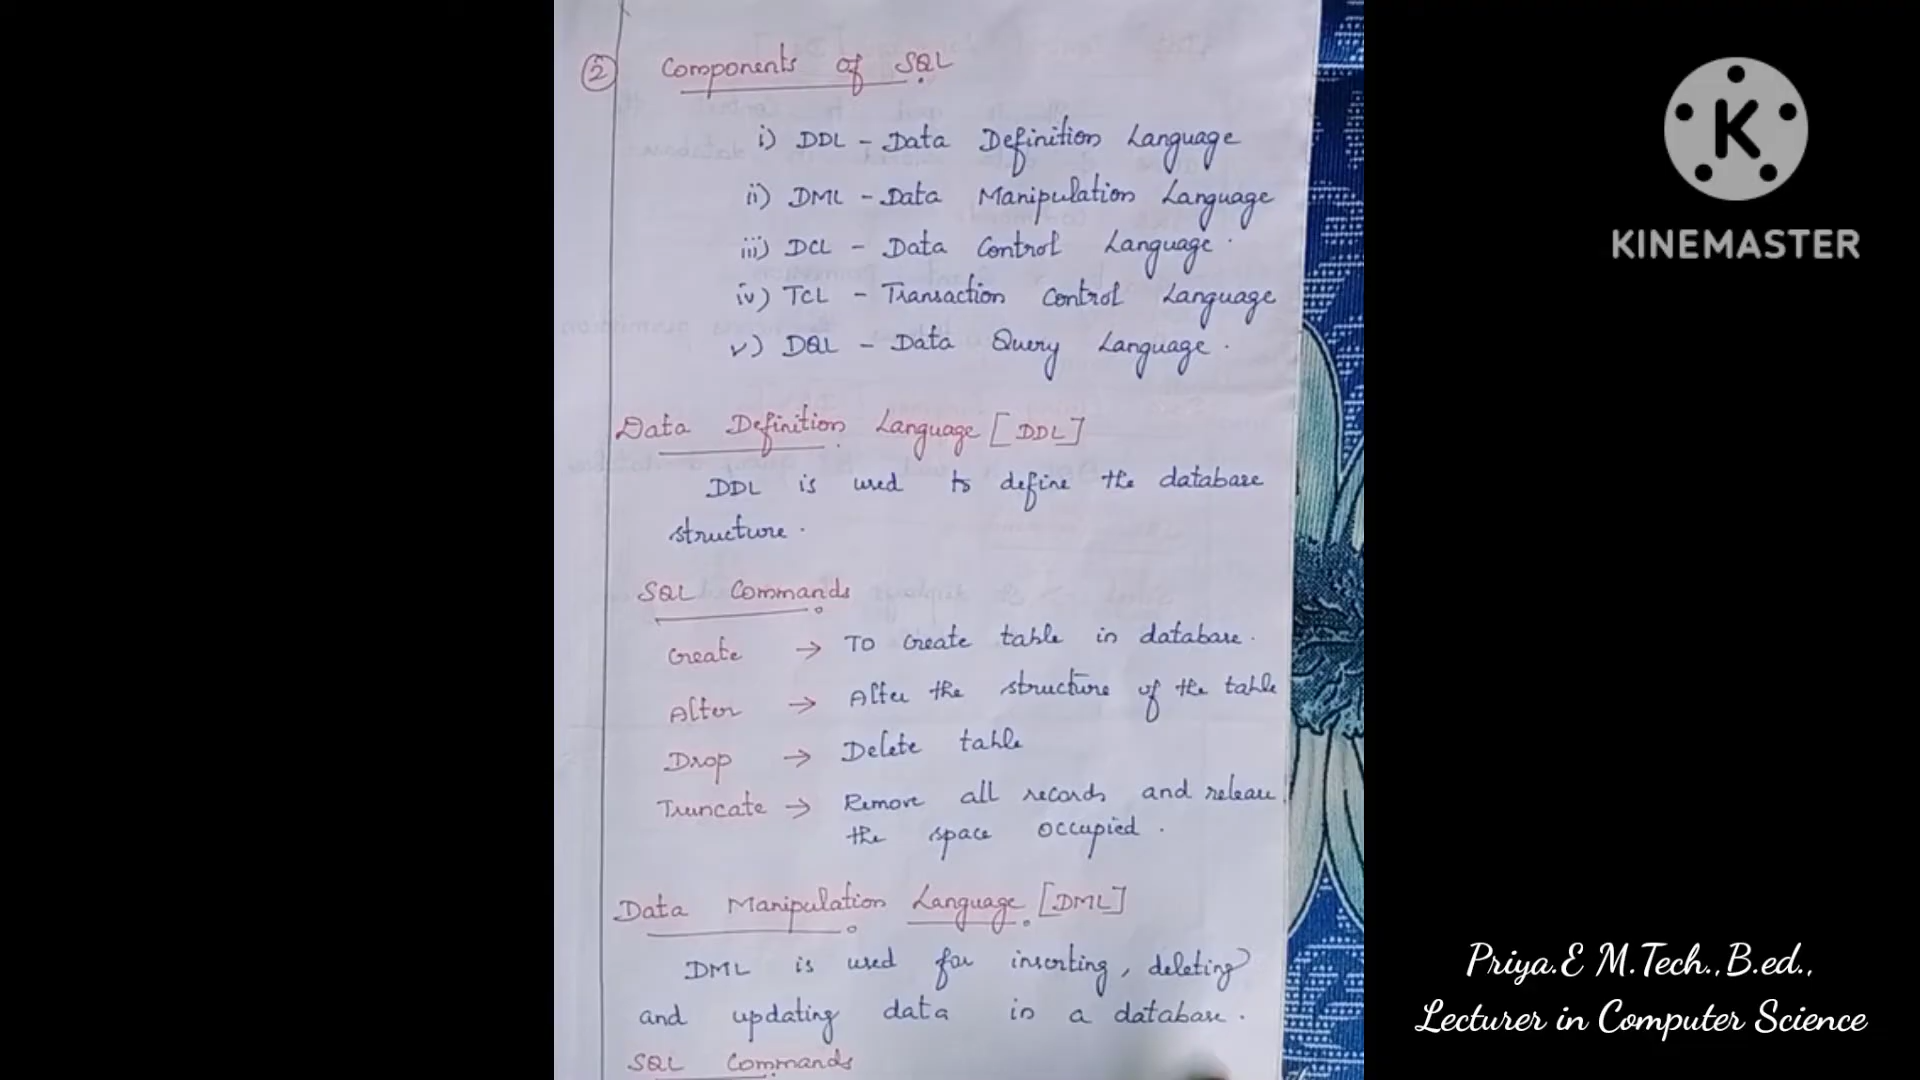 2 Components of SQL
i) DDL - Data Definition Language
ii) DML - Data Manipulation Language
iii) DCL - Data Control Language.
iv) TCL - Transaction Control Language
v) DQL - Data Query Language.
Data Definition Language [DDL]
DDL is used to define the database
structure.
SQL Commands
Create → To Create table in database.
Alter → Alter the structure of the table
Drop → Delete table
Truncate → Remove all records and release
the space occupied.
Data Manipulation Language [DML]
DML is used for inserting, deleting
and updating data in a database.
SQL Commands
K
KINEMASTER
Priya.E M.Tech.,B.ed.,
Lecturer in Computer Science